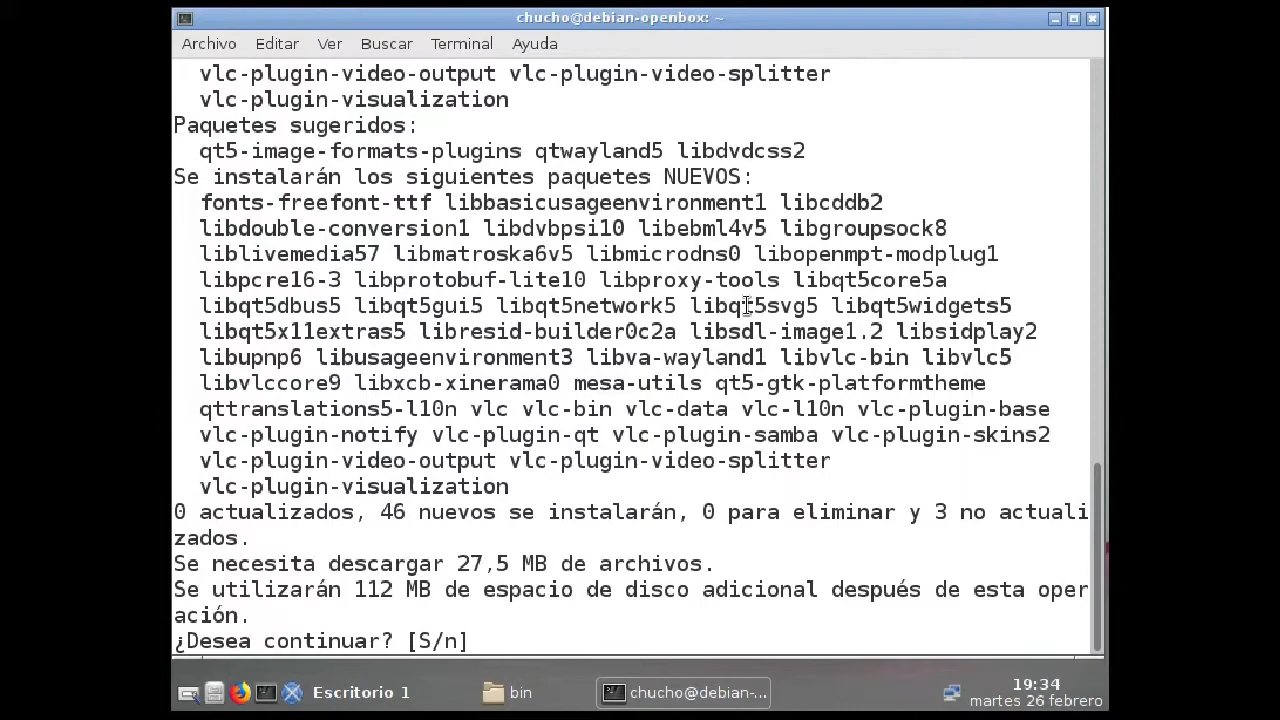 chucho@debian-openbox: ~
Archivo Editar Ver Buscar Terminal Ayuda
vlc-plugin-video-output vlc-plugin-video-splitter
vlc-plugin-visualization
Paquetes sugeridos:
qt5-image-formats-plugins qtwayland5 libdvdcss2
Se instalarán los siguientes paquetes NUEVOS:
fonts-freefont-ttf libbasicusageenvironment1 libcddb2
libdouble-conversion1 libdvbpsi10 libebml4v5 libgroupsock8
liblivemedia57 libmatroska6v5 libmicrodns0 libopenmpt-modplug1
libpcre16-3 libprotobuf-lite10 libproxy-tools libqt5core5a
libqt5dbus5 libqt5gui5 libqt5network5 libqt5svg5 libqt5widgets5
libqt5x11extras5 libresid-builder0c2a libsdl-image1.2 libsidplay2
libupnp6 libusageenvironment3 libva-wayland1 libvlc-bin libvlc5
libvlccore9 libxcb-xinerama0 mesa-utils qt5-gtk-platformtheme
qttranslations5-l10n vlc vlc-bin vlc-data vlc-l10n vlc-plugin-base
vlc-plugin-notify vlc-plugin-qt vlc-plugin-samba vlc-plugin-skins2
vlc-plugin-video-output vlc-plugin-video-splitter
vlc-plugin-visualization
0 actualizados, 46 nuevos se instalarán, 0 para eliminar y 3 no actuali
zados.
Se necesita descargar 27,5 MB de archivos.
Se utilizarán 112 MB de espacio de disco adicional después de esta oper
ación.
¿Desea continuar? [S/n]
Escritorio 1 bin chucho@debian-... 19:34
martes 26 febrero